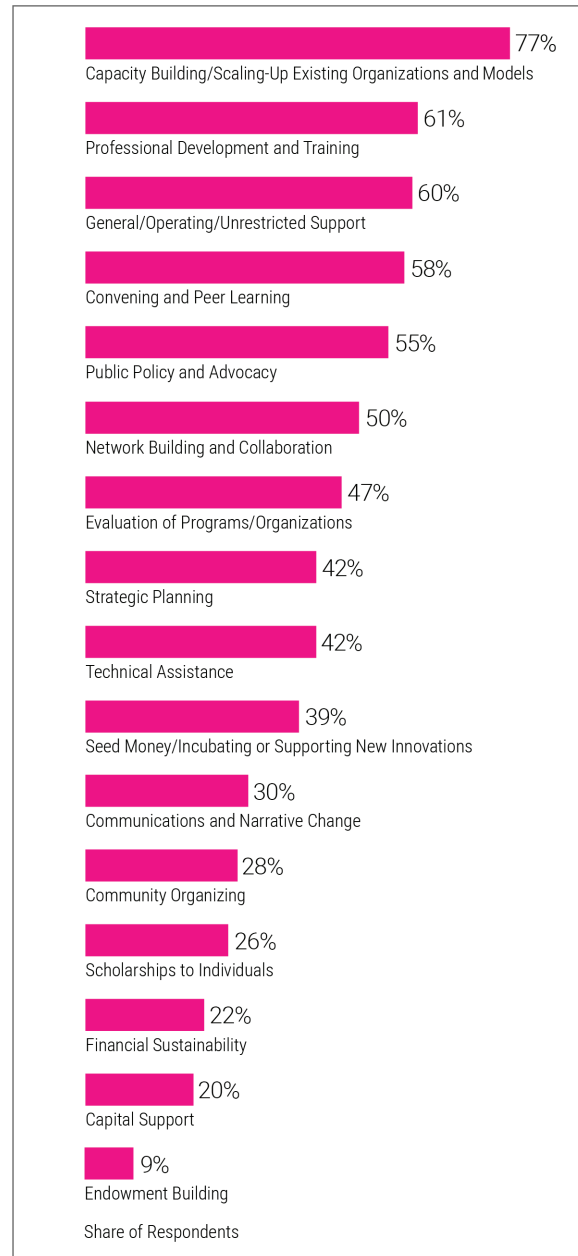 77%
Capacity Building/Scaling-Up Existing Organizations and Models
61%
Professional Development and Training
60%
General/Operating/Unrestricted Support
58%
Convening and Peer Learning
55%
Public Policy and Advocacy
50%
Network Building and Collaboration
47%
Evaluation of Programs/Organizations
42%
Strategic Planning
42%
Technical Assistance
39%
Seed Money/Incubating or Supporting New Innovations
30%
Communications and Narrative Change
28%
Community Organizing
26%
Scholarships to Individuals
22%
Financial Sustainability
20%
Capital Support
9%
Endowment Building
Share of Respondents